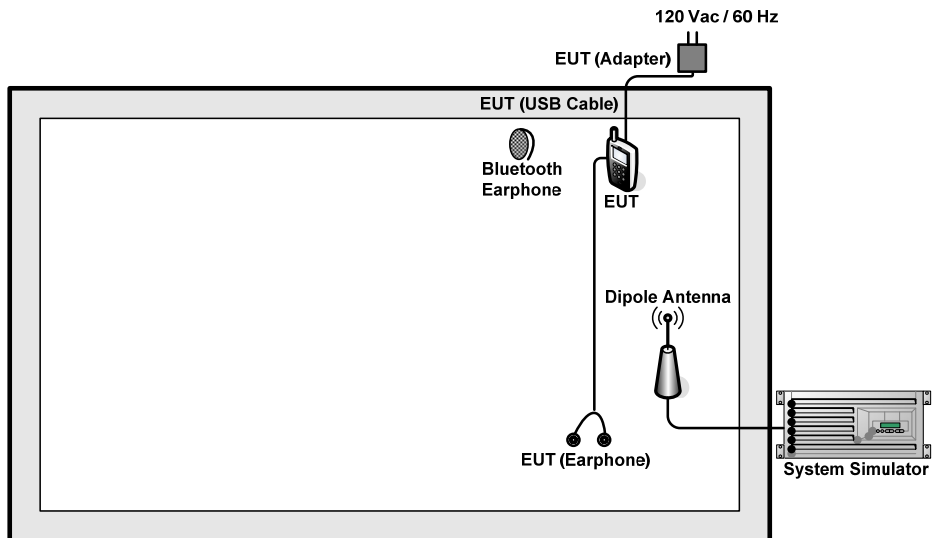 120 Vac / 60 Hz
EUT (Adapter)
EUT (USB Cable)
Bluetooth
Earphone
EUT
Dipole Antenna
EUT (Earphone)
System Simulator